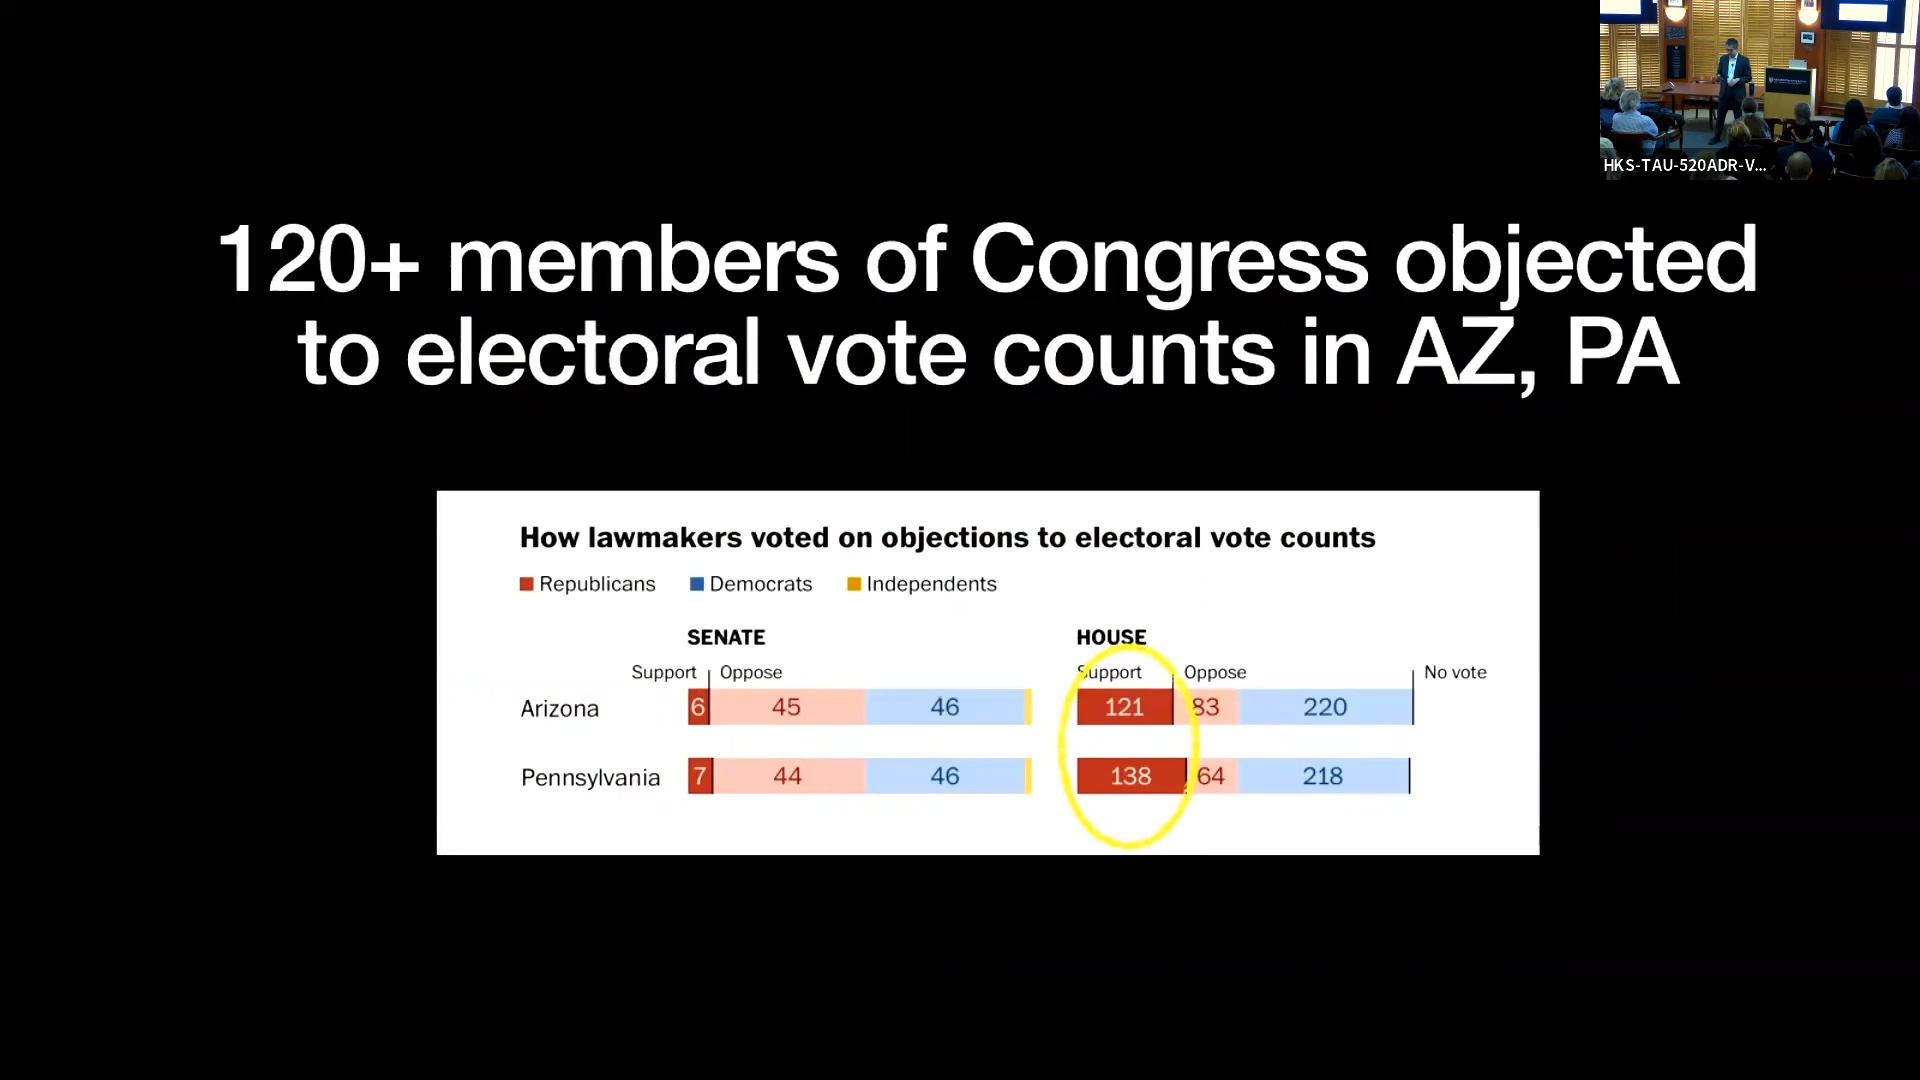 HKS-TAU-520ADR-V...
120+ members of Congress objected
to electoral vote counts in AZ, PA
How lawmakers voted on objections to electoral vote counts
Republicans Democrats Independents
SENATE HOUSE
Support Oppose Support Oppose No vote
Arizona 6 45 46 121 83 220
Pennsylvania 7 44 46 138 64 218